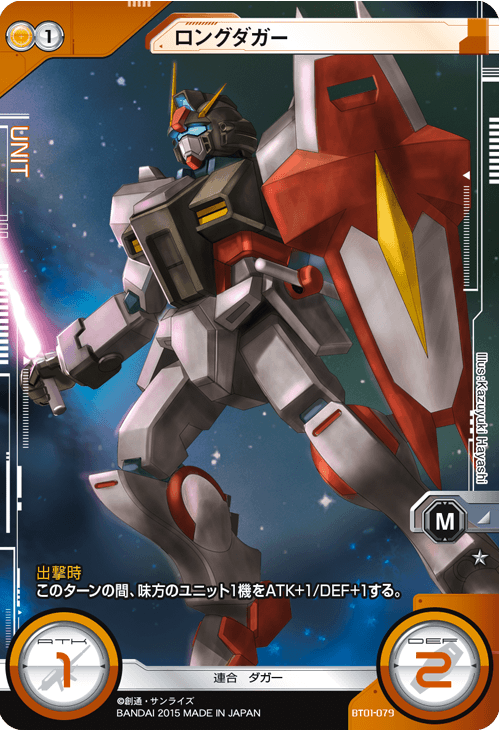 1
ロングダガー
UNIT
Illus:Kazuyuki Hayashi
M
出撃時
このターンの間、味方のユニット1機をATK+1/DEF+1する。
ATK
1
DEF
2
連合 ダガー
©創通・サンライズ
BANDAI 2015 MADE IN JAPAN
BT01-079